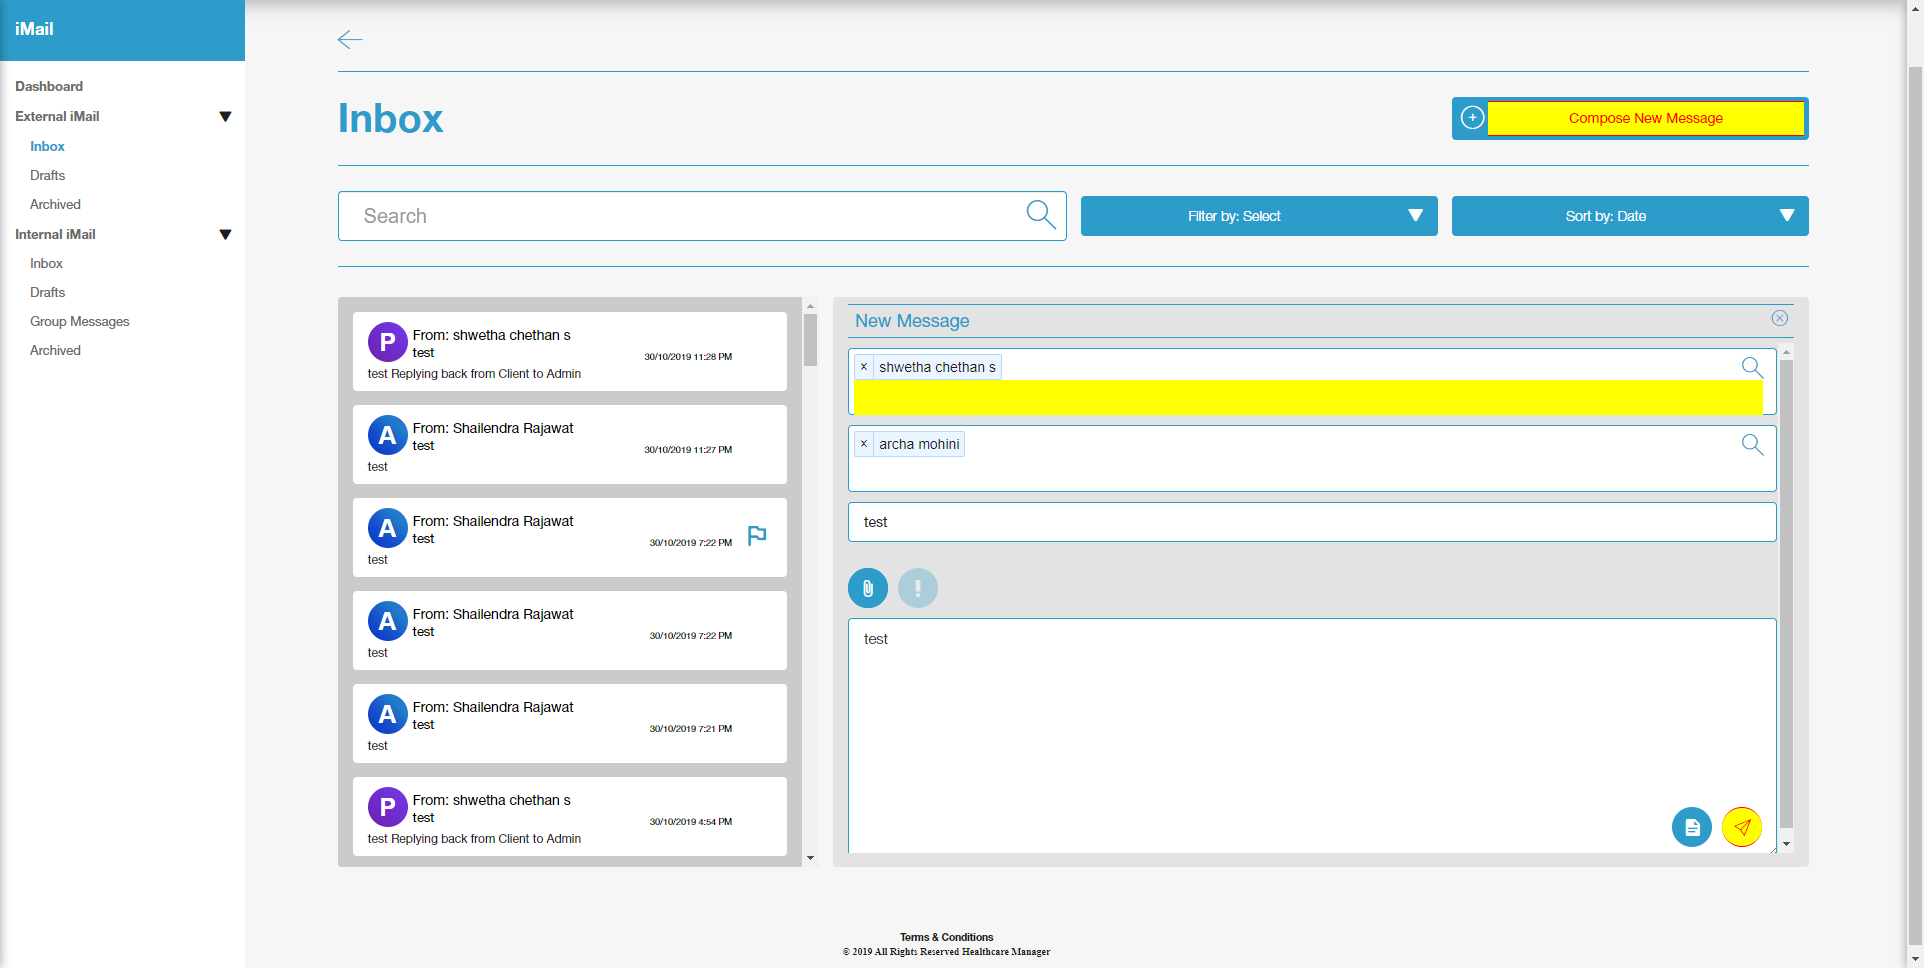 iMail
Dashboard
External iMail
Inbox
Drafts
Archived
Internal iMail
Inbox
Drafts
Group Messages
Archived
Inbox
+ Compose New Message
Search
Filter by: Select
Sort by: Date
P From: shwetha chethan s
test
30/10/2019 11:28 PM
test Replying back from Client to Admin
A From: Shailendra Rajawat
test
30/10/2019 11:27 PM
test
A From: Shailendra Rajawat
test
30/10/2019 7:22 PM
test
A From: Shailendra Rajawat
test
30/10/2019 7:22 PM
test
A From: Shailendra Rajawat
test
30/10/2019 7:21 PM
test
P From: shwetha chethan s
test
30/10/2019 4:54 PM
test Replying back from Client to Admin
New Message
× shwetha chethan s
× archa mohini
test
!
test
Terms & Conditions
© 2019 All Rights Reserved Healthcare Manager